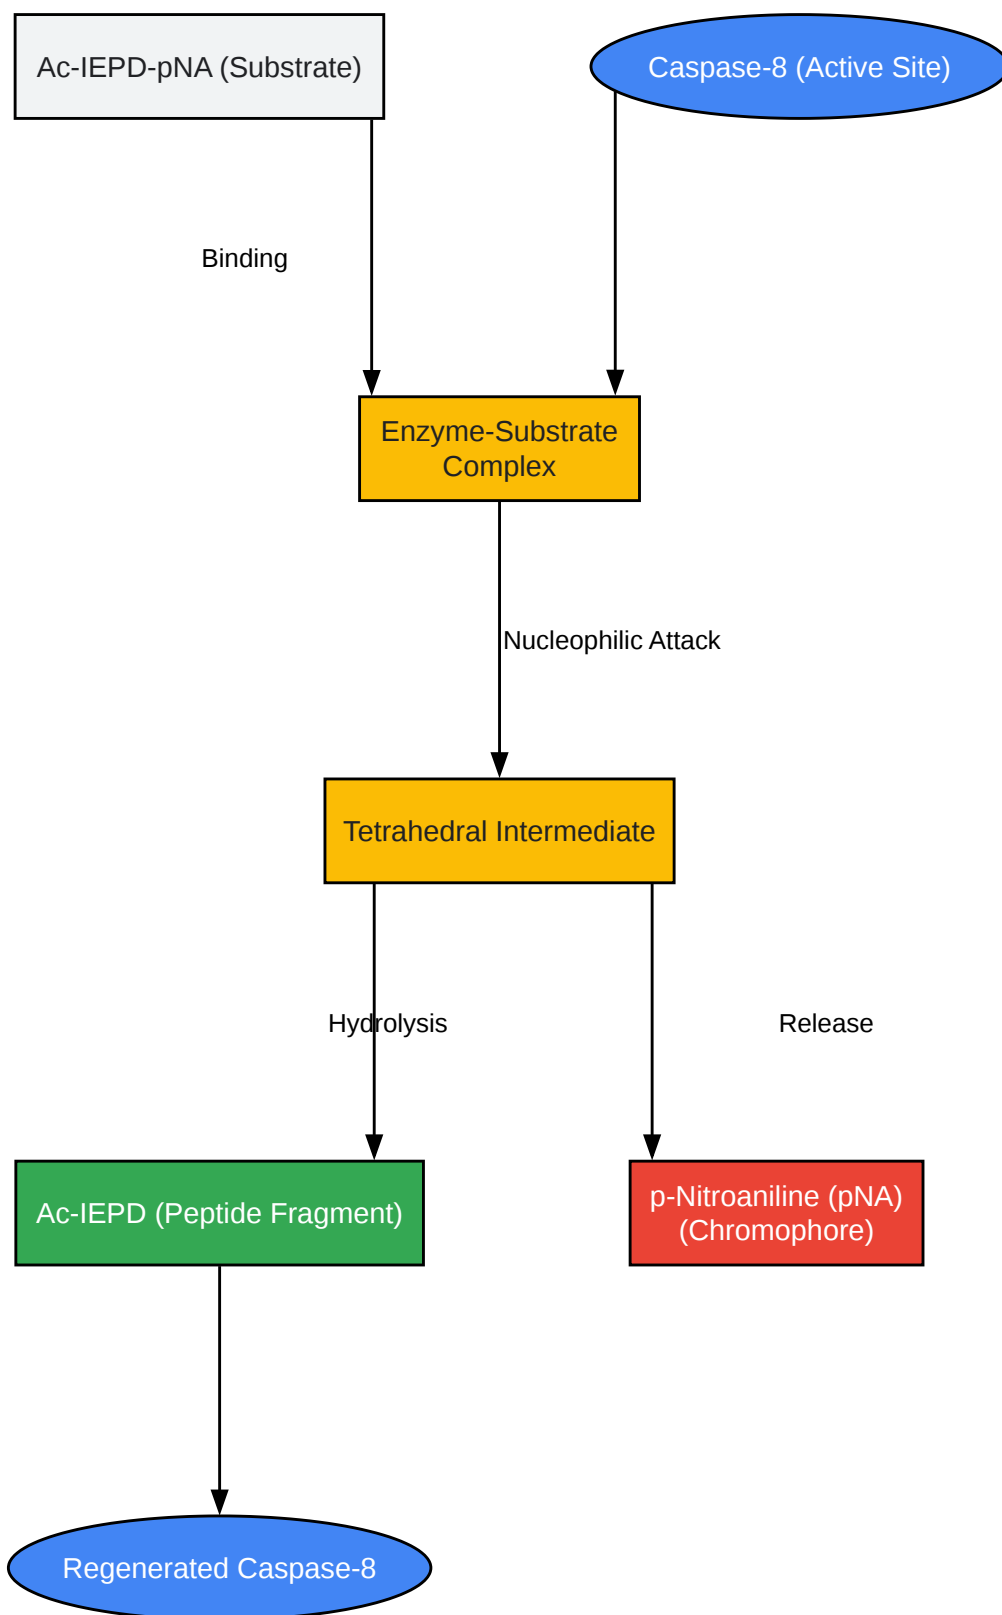 Ac-IEPD-pNA (Substrate)
Caspase-8 (Active Site)
Binding
Enzyme-Substrate
Complex
Nucleophilic Attack
Tetrahedral Intermediate
Hydrolysis
Release
Ac-IEPD (Peptide Fragment)
p-Nitroaniline (pNA)
(Chromophore)
Regenerated Caspase-8